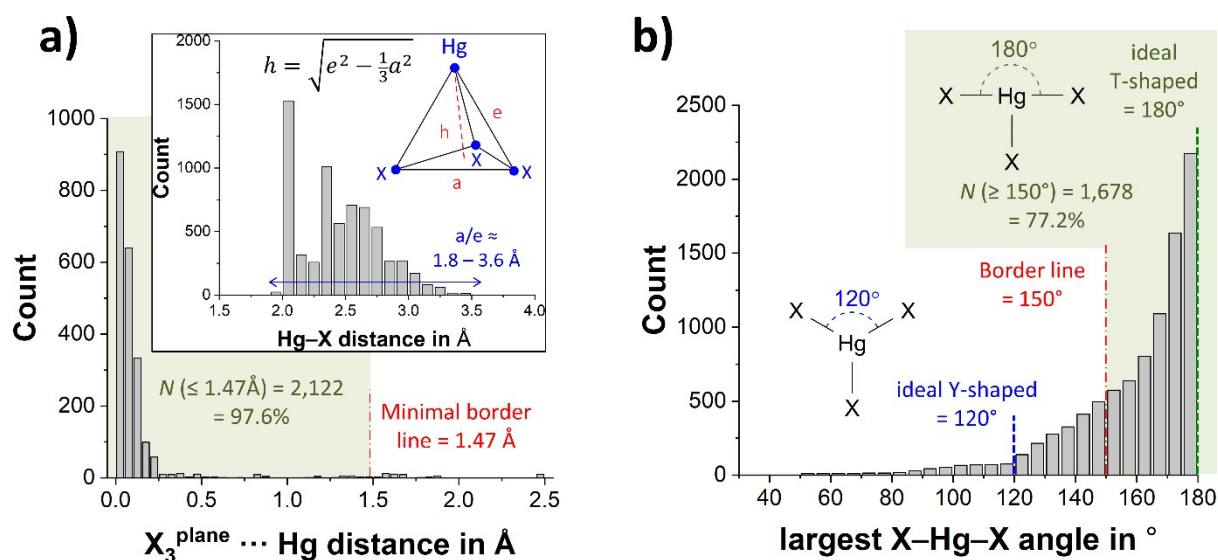 a)
h = √e² − ⅓a²
Hg
e
h
X
X
X
a
a/e ≈
1.8 – 3.6 Å
2000
1500
1000
500
0
Count
1.5
2.0
2.5
3.0
3.5
4.0
Hg–X distance in Å
1000
800
600
400
200
0
Count
N (≤ 1.47Å) = 2,122
= 97.6%
Minimal border
line = 1.47 Å
0.0
0.5
1.0
1.5
2.0
2.5
X₃ᵖˡᵃⁿᵉ ··· Hg distance in Å
b)
180°
X
Hg
X
X
ideal
T-shaped
= 180°
N (≥ 150°) = 1,678
= 77.2%
Border line
= 150°
120°
X
X
Hg
X
ideal Y-shaped
= 120°
2500
2000
1500
1000
500
0
Count
40
60
80
100
120
140
160
180
largest X–Hg–X angle in °